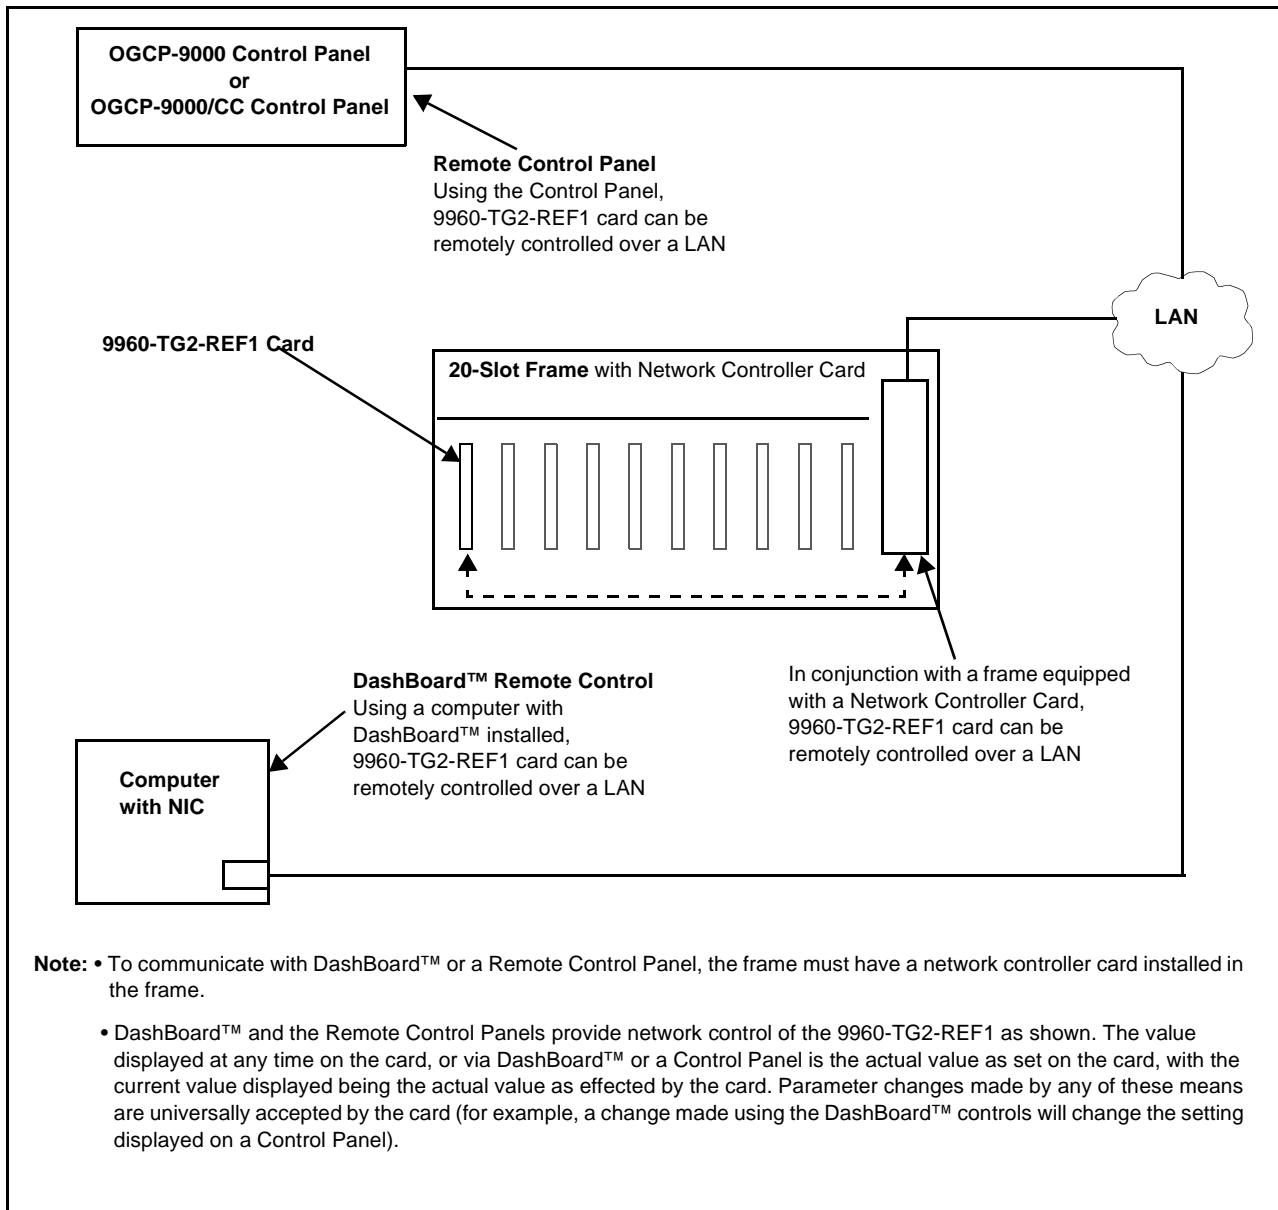 OGCP-9000 Control Panel
or
OGCP-9000/CC Control Panel
Remote Control Panel
Using the Control Panel,
9960-TG2-REF1 card can be
remotely controlled over a LAN
LAN
9960-TG2-REF1 Card
20-Slot Frame with Network Controller Card
DashBoard™ Remote Control
Using a computer with
DashBoard™ installed,
9960-TG2-REF1 card can be
remotely controlled over a LAN
In conjunction with a frame equipped
with a Network Controller Card,
9960-TG2-REF1 card can be
remotely controlled over a LAN
Computer
with NIC
Note: • To communicate with DashBoard™ or a Remote Control Panel, the frame must have a network controller card installed in
the frame.
• DashBoard™ and the Remote Control Panels provide network control of the 9960-TG2-REF1 as shown. The value
displayed at any time on the card, or via DashBoard™ or a Control Panel is the actual value as set on the card, with the
current value displayed being the actual value as effected by the card. Parameter changes made by any of these means
are universally accepted by the card (for example, a change made using the DashBoard™ controls will change the setting
displayed on a Control Panel).